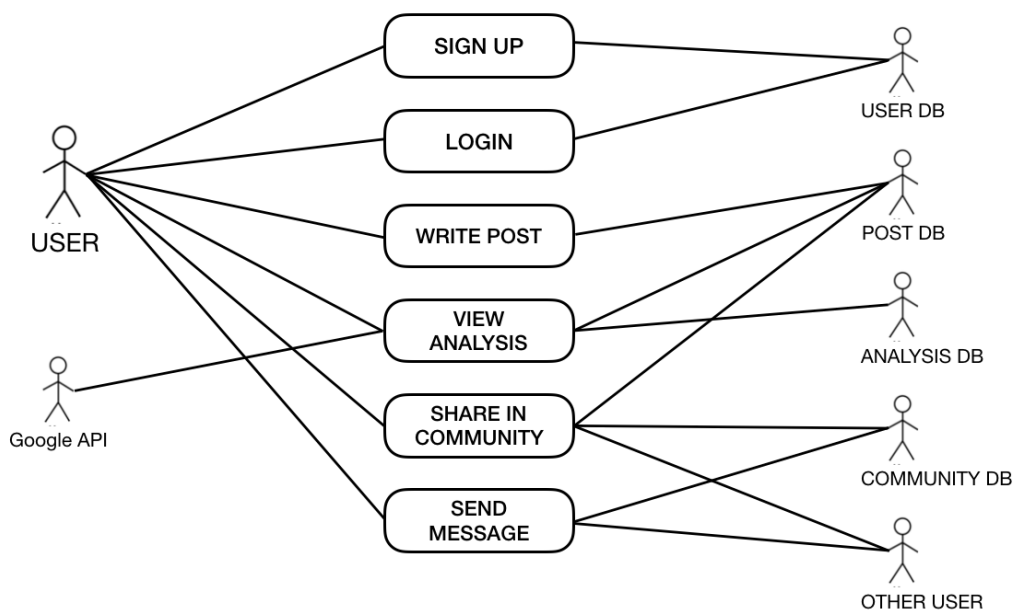 SIGN UP
USER DB
LOGIN
USER
WRITE POST
POST DB
VIEW
ANALYSIS
ANALYSIS DB
Google API
SHARE IN
COMMUNITY
COMMUNITY DB
SEND
MESSAGE
OTHER USER